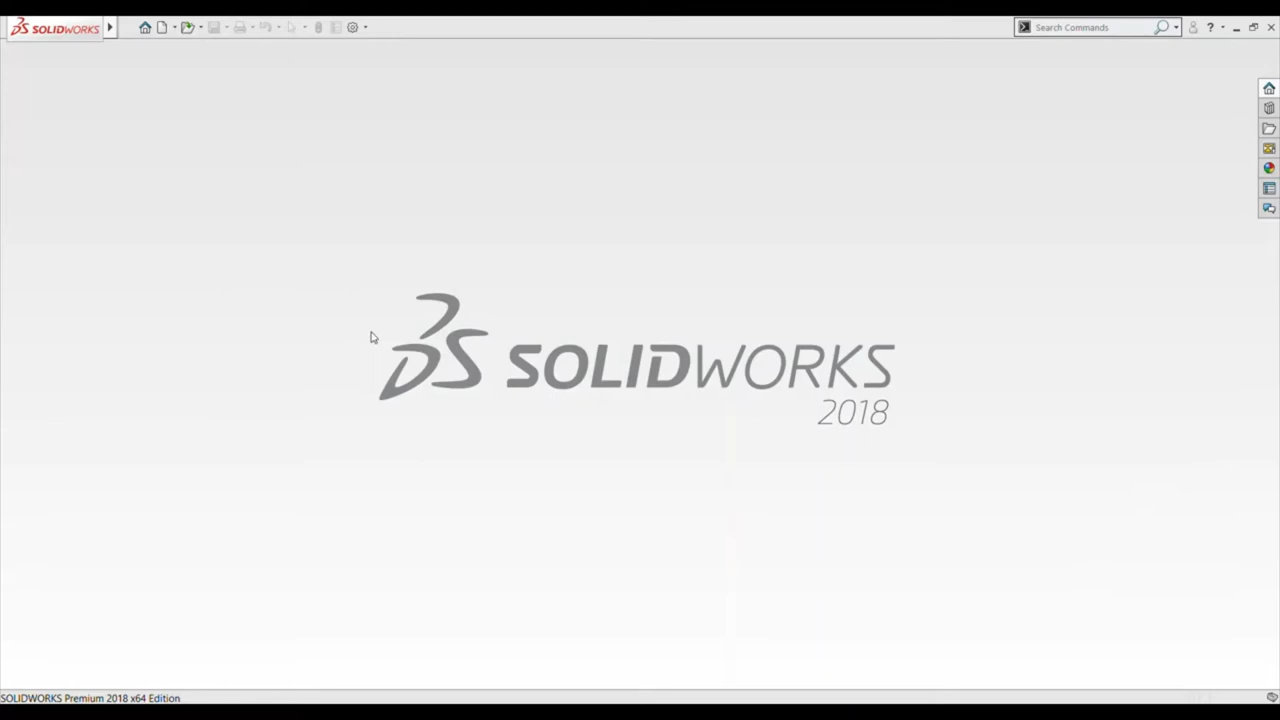 SOLIDWORKS
Search Commands
?
SOLIDWORKS
2018
SOLIDWORKS Premium 2018 x64 Edition